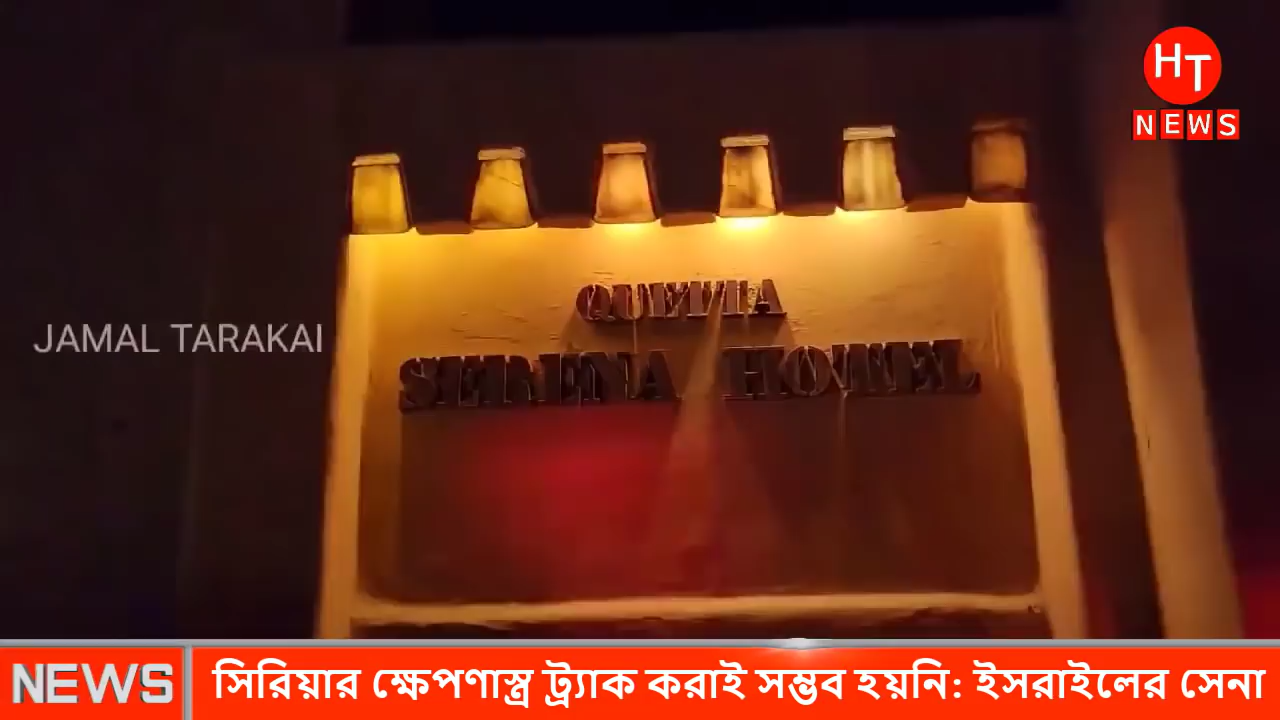 HT
NEWS
QUETTA
SERENA HOTEL
JAMAL TARAKAI
NEWS
সিরিয়ার ক্ষেপণাস্ত্র ট্র্যাক করাই সম্ভব হয়নি: ইসরাইলের সেনা